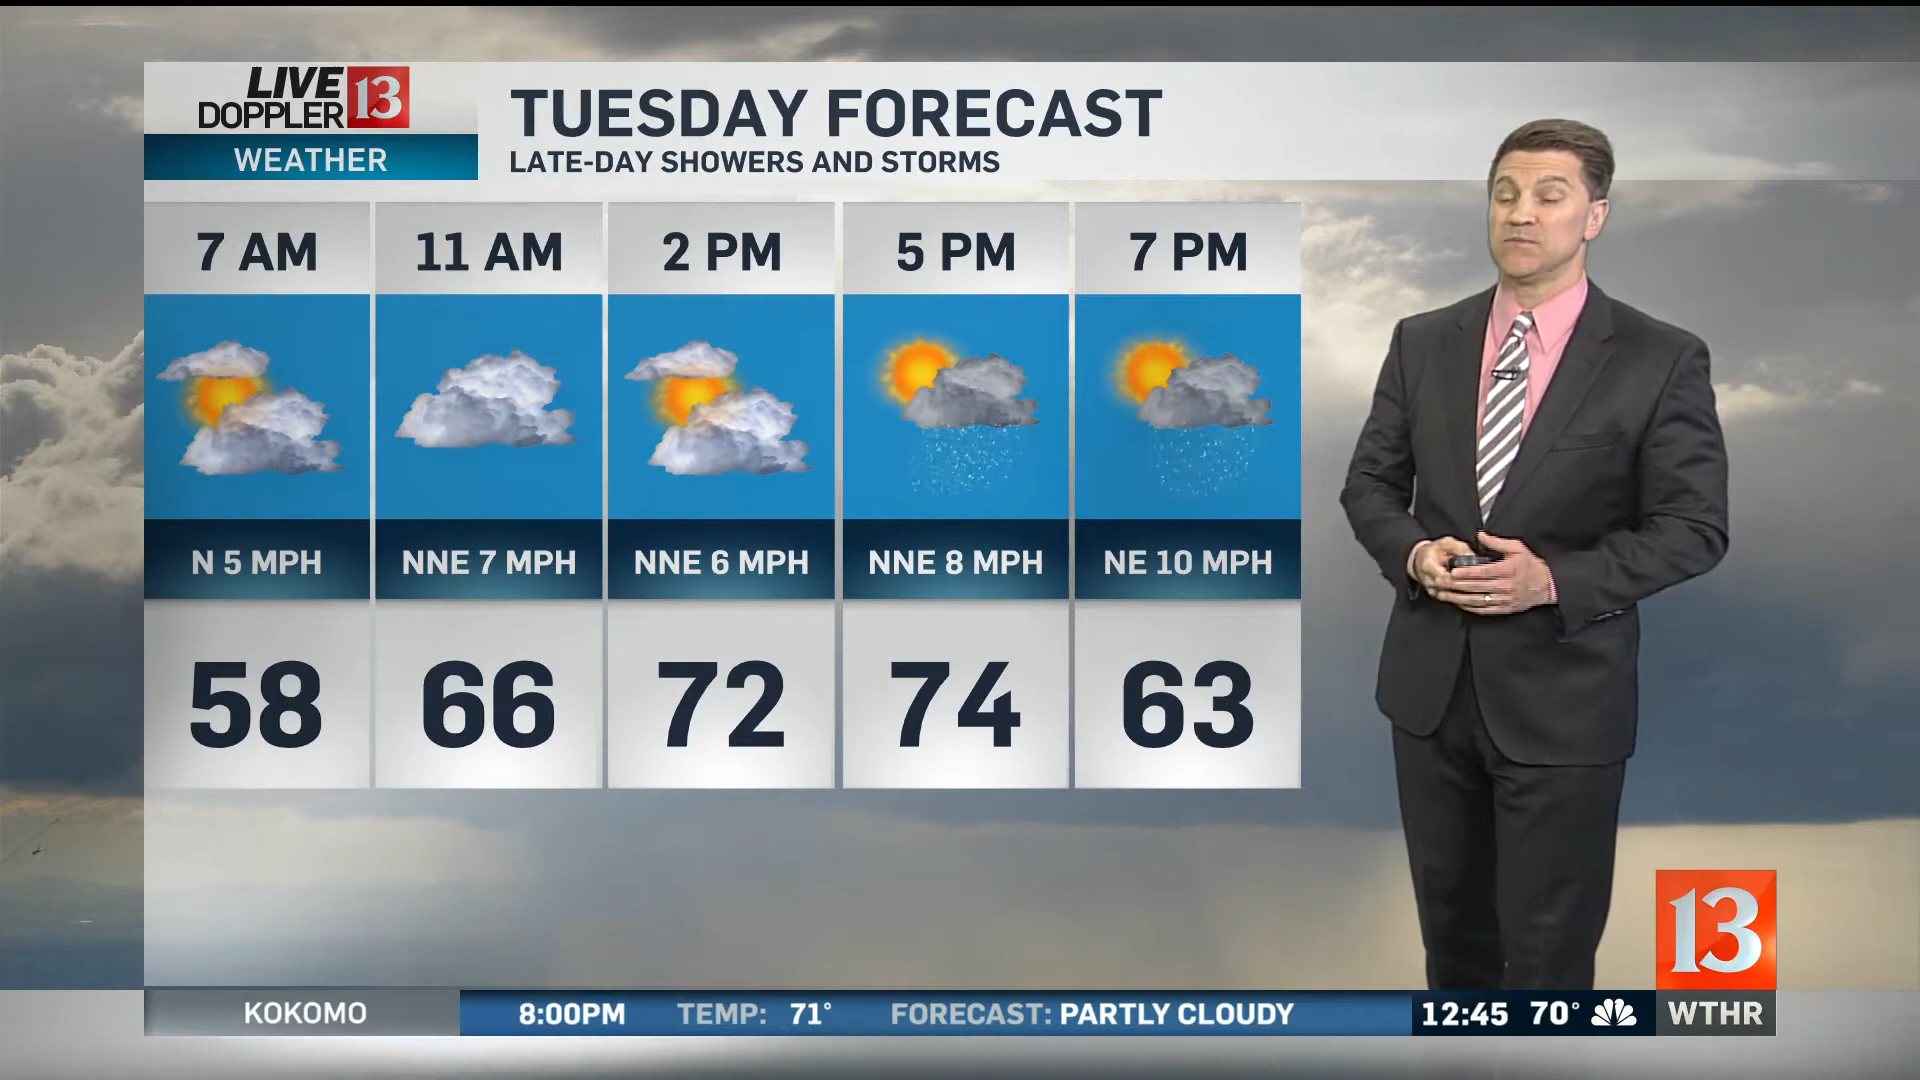 LIVE
DOPPLER 13
WEATHER
TUESDAY FORECAST
LATE-DAY SHOWERS AND STORMS
7 AM 11 AM 2 PM 5 PM 7 PM
N 5 MPH NNE 7 MPH NNE 6 MPH NNE 8 MPH NE 10 MPH
58 66 72 74 63
13
KOKOMO 8:00PM TEMP: 71° FORECAST: PARTLY CLOUDY 12:45 70° WTHR